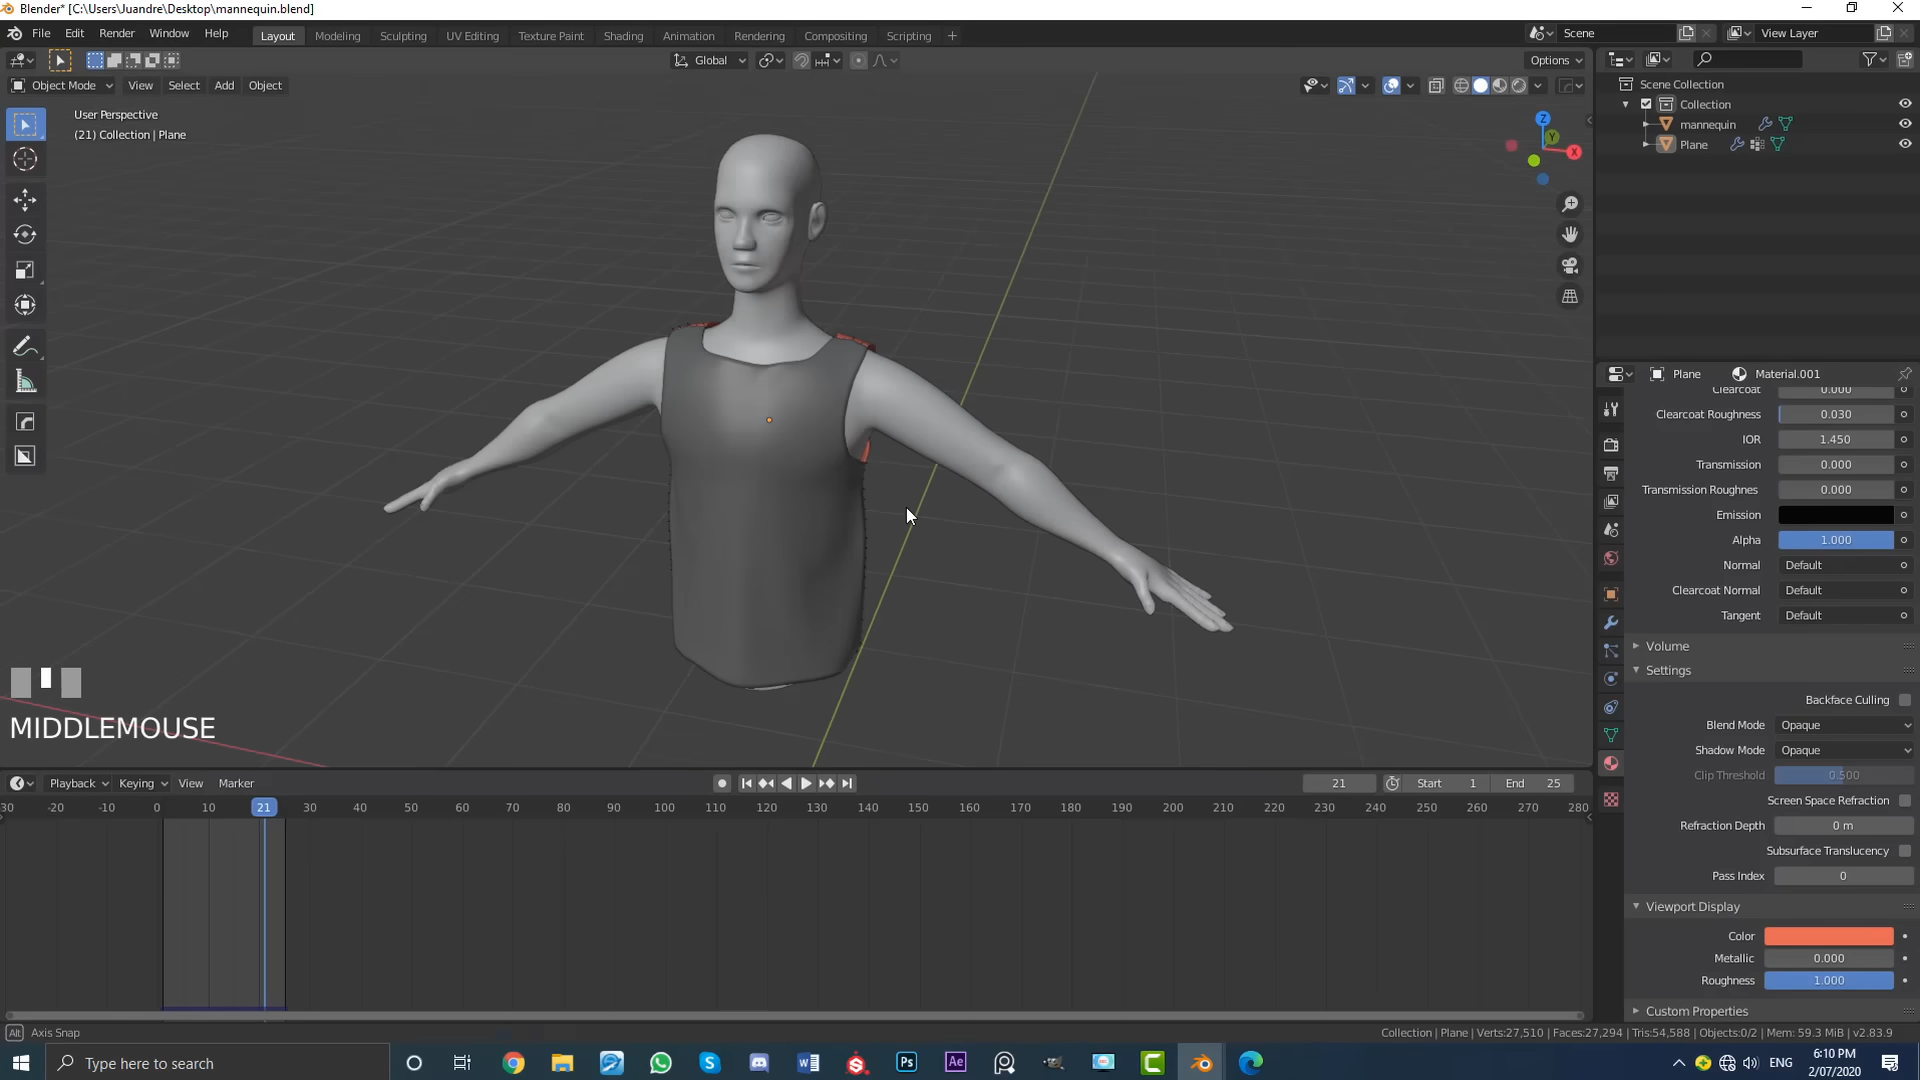 Blender* [C:\Users\Juandre\Desktop\mannequin.blend]
File Edit Render Window Help Layout Modeling Sculpting UV Editing Texture Paint Shading Animation Rendering Compositing Scripting + Scene View Layer
Global Options
Object Mode View Select Add Object
User Perspective
(21) Collection | Plane
Z
Y
X
Scene Collection
Collection
mannequin
Plane
Plane Material.001
Clearcoat 0.000
Clearcoat Roughness 0.030
IOR 1.450
Transmission 0.000
Transmission Roughnes 0.000
Emission
Alpha 1.000
Normal Default
Clearcoat Normal Default
Tangent Default
Volume
Settings
Backface Culling
Blend Mode Opaque
Shadow Mode Opaque
Clip Threshold 0.500
Screen Space Refraction
Refraction Depth 0 m
Subsurface Translucency
Pass Index 0
Viewport Display
Color
Metallic 0.000
Roughness 1.000
Custom Properties
MIDDLEMOUSE
Playback Keying View Marker 21 Start 1 End 25
30 -20 -10 0 10 21 30 40 50 60 70 80 90 100 110 120 130 140 150 160 170 180 190 200 210 220 230 240 250 260 270 280
Alt Axis Snap
Collection | Plane | Verts:27,510 | Faces:27,294 | Tris:54,588 | Objects:0/2 | Mem: 59.3 MiB | v2.83.9
Type here to search
Ps Ae
ENG
6:10 PM
2/07/2020